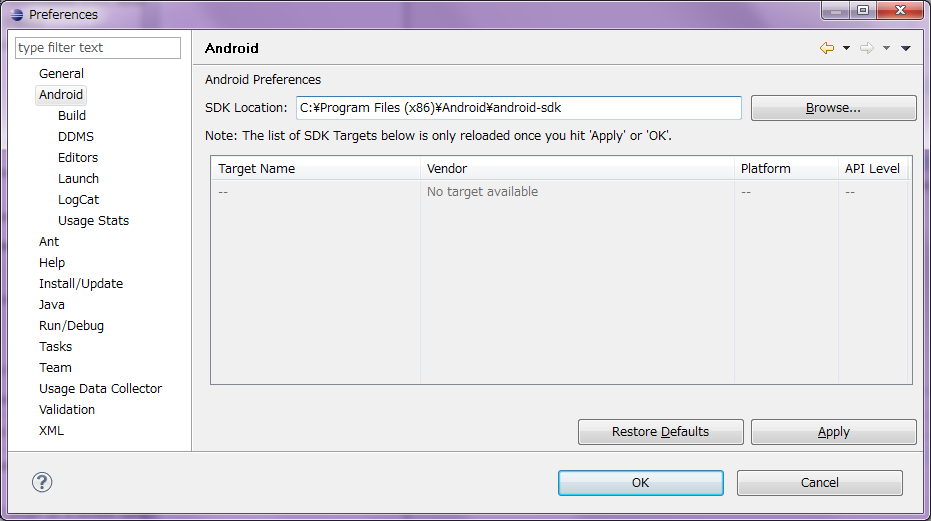 Preferences
type filter text
General
Android
Build
DDMS
Editors
Launch
LogCat
Usage Stats
Ant
Help
Install/Update
Java
Run/Debug
Tasks
Team
Usage Data Collector
Validation
XML
Android
Android Preferences
SDK Location: C:¥Program Files (x86)¥Android¥android-sdk Browse...
Note: The list of SDK Targets below is only reloaded once you hit 'Apply' or 'OK'.
Target Name Vendor Platform API Level
-- No target available -- --
Restore Defaults Apply
? OK Cancel